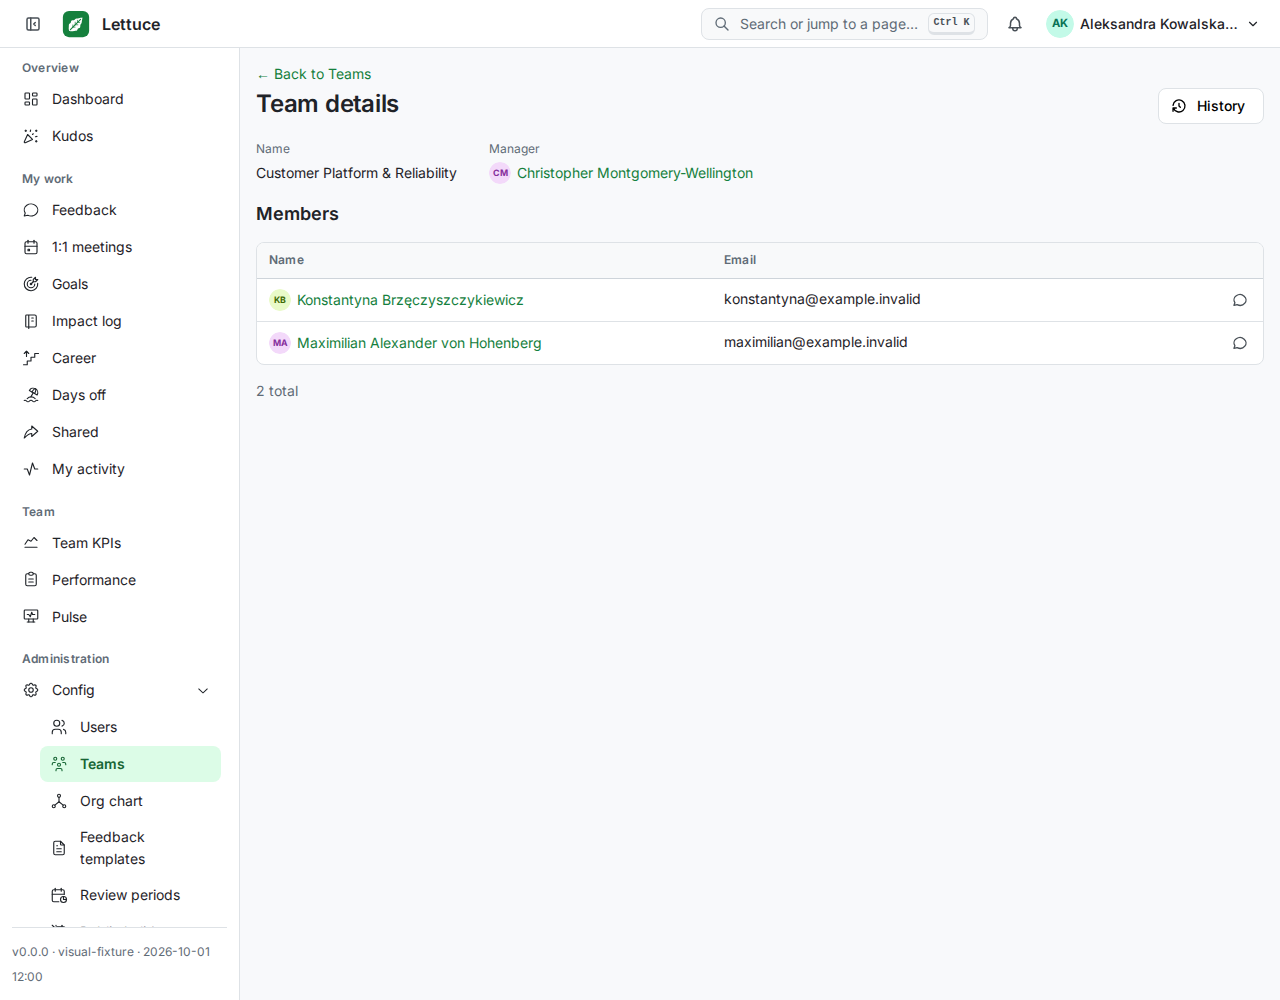 Lettuce
Search or jump to a page...
Ctrl K
AK
Aleksandra Kowalska...
Overview
Dashboard
Kudos
My work
Feedback
1:1 meetings
Goals
Impact log
Career
Days off
Shared
My activity
Team
Team KPIs
Performance
Pulse
Administration
Config
Users
Teams
Org chart
Feedback
templates
Review periods
v0.0.0 · visual-fixture · 2026-10-01
12:00
← Back to Teams
Team details
History
Name
Manager
Customer Platform & Reliability
CM Christopher Montgomery-Wellington
Members
Name
Email
KB Konstantyna Brzęczyszczykiewicz
konstantyna@example.invalid
MA Maximilian Alexander von Hohenberg
maximilian@example.invalid
2 total